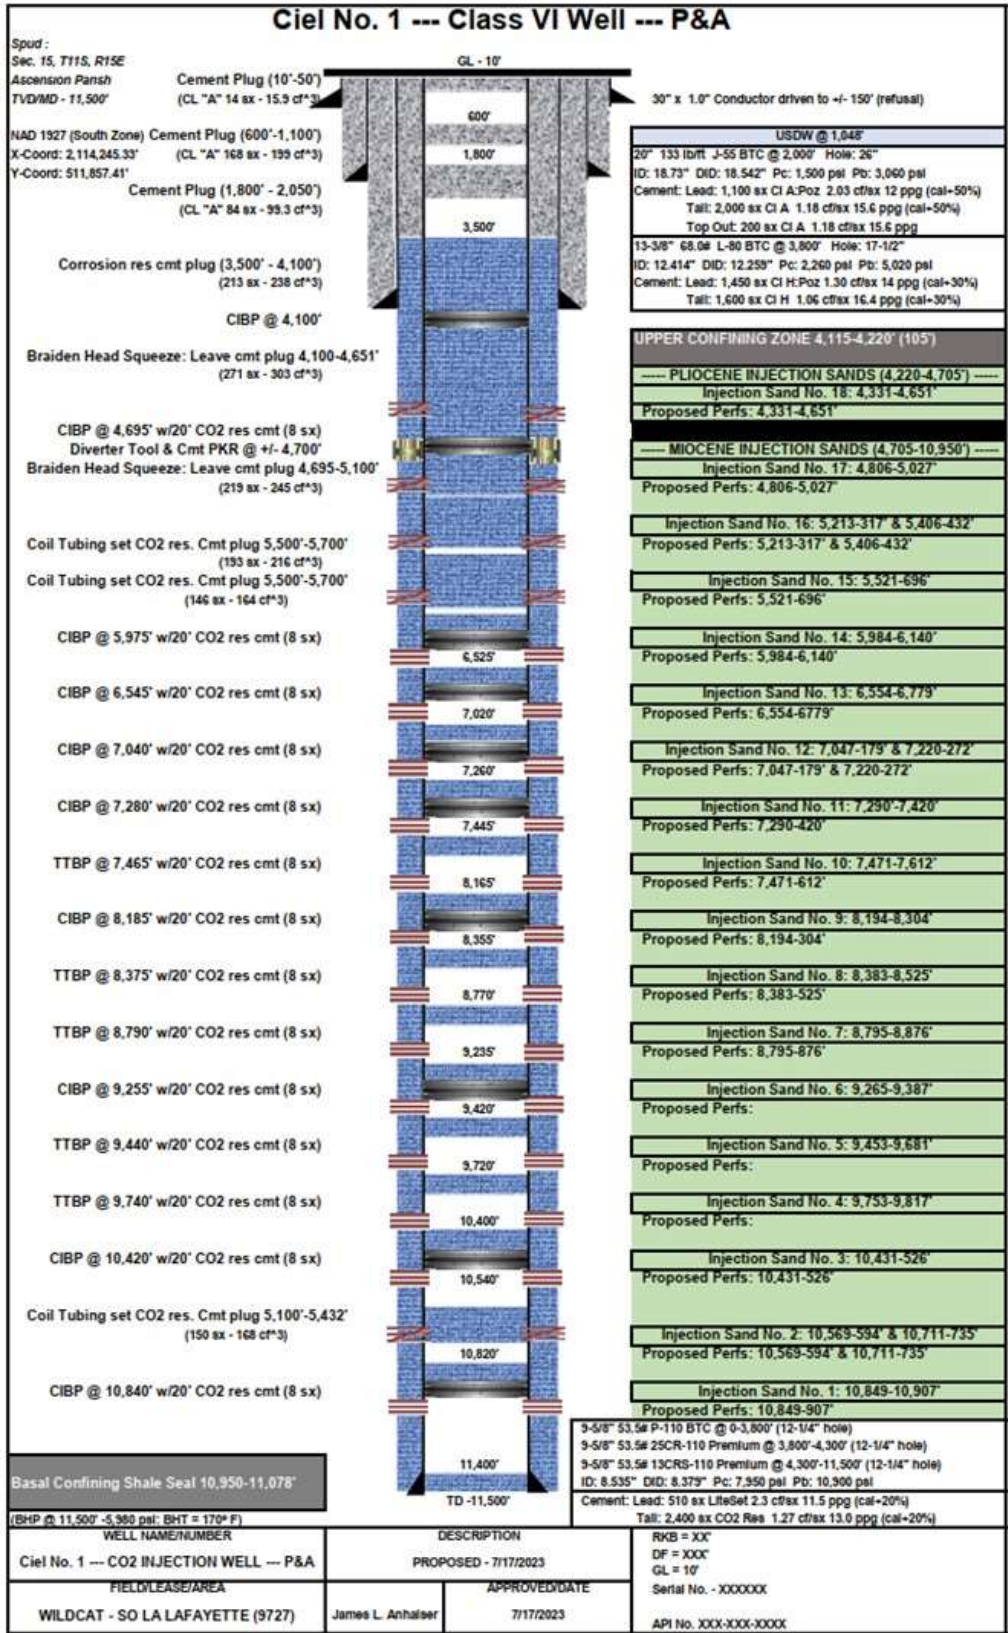 Ciel No. 1 --- Class VI Well --- P&A
Spud :
Sec. 15, T11S, R15E
Ascension Parish
TVD/MD - 11,500'
Cement Plug (10'-50')
(CL "A" 14 sx - 15.9 cf^3)
GL - 10'
30" x 1.0" Conductor driven to +/- 150' (refusal)
NAD 1927 (South Zone)
X-Coord: 2,114,245.33'
Y-Coord: 511,857.41'
Cement Plug (600'-1,100')
(CL "A" 168 sx - 199 cf^3)
Cement Plug (1,800' - 2,050')
(CL "A" 84 sx - 99.3 cf^3)
Corrosion res cmt plug (3,500' - 4,100')
(213 sx - 238 cf^3)
CIBP @ 4,100'
Braiden Head Squeeze: Leave cmt plug 4,100-4,651'
(271 sx - 303 cf^3)
CIBP @ 4,695' w/20' CO2 res cmt (8 sx)
Diverter Tool & Cmt PKR @ +/- 4,700'
Braiden Head Squeeze: Leave cmt plug 4,695-5,100'
(219 sx - 245 cf^3)
Coil Tubing set CO2 res. Cmt plug 5,500'-5,700'
(193 sx - 216 cf^3)
Coil Tubing set CO2 res. Cmt plug 5,500'-5,700'
(146 sx - 164 cf^3)
CIBP @ 5,975' w/20' CO2 res cmt (8 sx)
CIBP @ 6,545' w/20' CO2 res cmt (8 sx)
CIBP @ 7,040' w/20' CO2 res cmt (8 sx)
CIBP @ 7,280' w/20' CO2 res cmt (8 sx)
TTBP @ 7,465' w/20' CO2 res cmt (8 sx)
CIBP @ 8,185' w/20' CO2 res cmt (8 sx)
TTBP @ 8,375' w/20' CO2 res cmt (8 sx)
TTBP @ 8,790' w/20' CO2 res cmt (8 sx)
CIBP @ 9,255' w/20' CO2 res cmt (8 sx)
TTBP @ 9,440' w/20' CO2 res cmt (8 sx)
TTBP @ 9,740' w/20' CO2 res cmt (8 sx)
CIBP @ 10,420' w/20' CO2 res cmt (8 sx)
Coil Tubing set CO2 res. Cmt plug 5,100'-5,432'
(150 sx - 168 cf^3)
CIBP @ 10,840' w/20' CO2 res cmt (8 sx)
Basal Confining Shale Seal 10,950-11,078'
(BHP @ 11,500' -5,980 psi: BHT = 170° F)
600'
1,800'
3,500'
6,525'
7,020'
7,260'
7,445'
8,165'
8,355'
8,770'
9,235'
9,420'
9,720'
10,400'
10,540'
10,820'
11,400'
TD -11,500'
USDW @ 1,048'
20" 133 lb/ft J-55 BTC @ 2,000' Hole: 26"
ID: 18.73" DID: 18.542" Pc: 1,500 psi Pb: 3,060 psi
Cement: Lead: 1,100 sx Cl A:Poz 2.03 cf/sx 12 ppg (cal+50%)
Tail: 2,000 sx Cl A 1.18 cf/sx 15.6 ppg (cal+50%)
Top Out: 200 sx Cl A 1.18 cf/sx 15.6 ppg
13-3/8" 68.0# L-80 BTC @ 3,800' Hole: 17-1/2"
ID: 12.414" DID: 12.259" Pc: 2,260 psi Pb: 5,020 psi
Cement: Lead: 1,450 sx Cl H:Poz 1.30 cf/sx 14 ppg (cal+30%)
Tail: 1,600 sx Cl H 1.06 cf/sx 16.4 ppg (cal+30%)
UPPER CONFINING ZONE 4,115-4,220' (105')
----- PLIOCENE INJECTION SANDS (4,220-4,705') -----
Injection Sand No. 18: 4,331-4,651'
Proposed Perfs: 4,331-4,651'
----- MIOCENE INJECTION SANDS (4,705-10,950') -----
Injection Sand No. 17: 4,806-5,027'
Proposed Perfs: 4,806-5,027'
Injection Sand No. 16: 5,213-317' & 5,406-432'
Proposed Perfs: 5,213-317' & 5,406-432'
Injection Sand No. 15: 5,521-696'
Proposed Perfs: 5,521-696'
Injection Sand No. 14: 5,984-6,140'
Proposed Perfs: 5,984-6,140'
Injection Sand No. 13: 6,554-6,779'
Proposed Perfs: 6,554-6779'
Injection Sand No. 12: 7,047-179' & 7,220-272'
Proposed Perfs: 7,047-179' & 7,220-272'
Injection Sand No. 11: 7,290'-7,420'
Proposed Perfs: 7,290-420'
Injection Sand No. 10: 7,471-7,612'
Proposed Perfs: 7,471-612'
Injection Sand No. 9: 8,194-8,304'
Proposed Perfs: 8,194-304'
Injection Sand No. 8: 8,383-8,525'
Proposed Perfs: 8,383-525'
Injection Sand No. 7: 8,795-8,876'
Proposed Perfs: 8,795-876'
Injection Sand No. 6: 9,265-9,387'
Proposed Perfs:
Injection Sand No. 5: 9,453-9,681'
Proposed Perfs:
Injection Sand No. 4: 9,753-9,817'
Proposed Perfs:
Injection Sand No. 3: 10,431-526'
Proposed Perfs: 10,431-526'
Injection Sand No. 2: 10,569-594' & 10,711-735'
Proposed Perfs: 10,569-594' & 10,711-735'
Injection Sand No. 1: 10,849-10,907'
Proposed Perfs: 10,849-907'
9-5/8" 53.5# P-110 BTC @ 0-3,800' (12-1/4" hole)
9-5/8" 53.5# 25CR-110 Premium @ 3,800'-4,300' (12-1/4" hole)
9-5/8" 53.5# 13CRS-110 Premium @ 4,300'-11,500' (12-1/4" hole)
ID: 8.535" DID: 8.379" Pc: 7,950 psi Pb: 10,900 psi
Cement: Lead: 510 sx LiteSet 2.3 cf/sx 11.5 ppg (cal+20%)
Tail: 2,400 sx CO2 Res 1.27 cf/sx 13.0 ppg (cal+20%)
WELL NAME/NUMBER
Ciel No. 1 --- CO2 INJECTION WELL --- P&A
DESCRIPTION
PROPOSED - 7/17/2023
FIELD/LEASE/AREA
WILDCAT - SO LA LAFAYETTE (9727)
James L. Anhaiser
APPROVED/DATE
7/17/2023
RKB = XX'
DF = XXX'
GL = 10'
Serial No. - XXXXXX
API No. XXX-XXX-XXXX